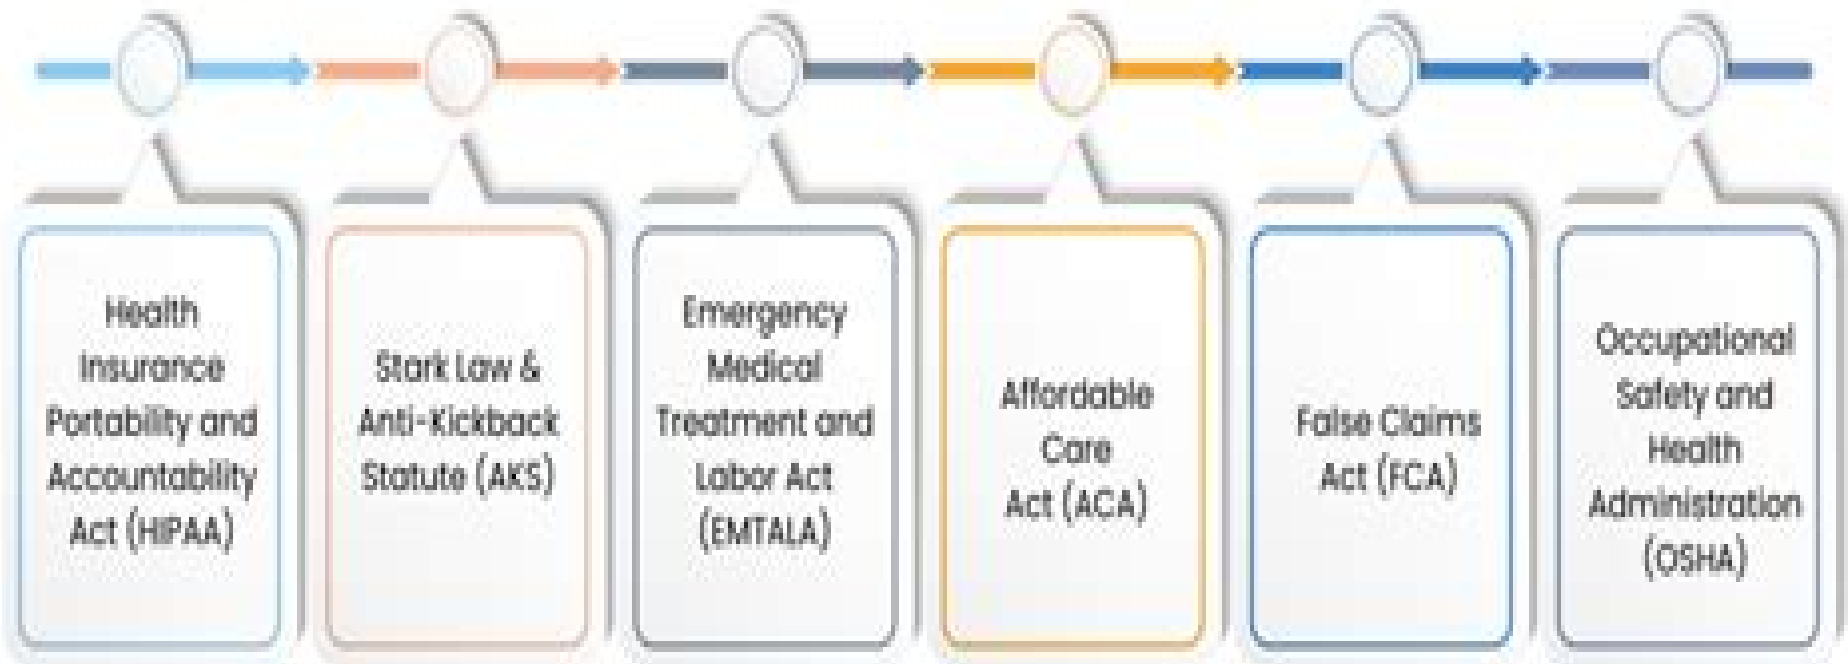 Health
Insurance
Portability and
Accountability
Act (HIPAA)
Stark Law &
Anti-Kickback
Statute (AKS)
Emergency
Medical
Treatment and
Labor Act
(EMTALA)
Affordable
Care
Act (ACA)
False Claims
Act (FCA)
Occupational
Safety and
Health
Administration
(OSHA)